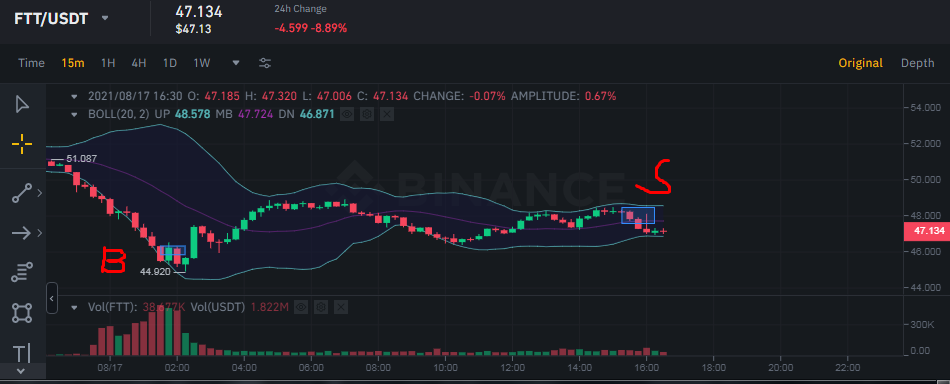 FTT/USDT
47.134
$47.13
24h Change
-4.599 -8.89%
Time 15m 1H 4H 1D 1W
Original Depth
2021/08/17 16:30 O: 47.185 H: 47.320 L: 47.006 C: 47.134 CHANGE: -0.07% AMPLITUDE: 0.67%
BOLL(20, 2) UP 48.578 MB 47.724 DN 46.871
54.000
52.000
51.087
50.000
BINANCE
S
48.000
47.134
B
46.000
44.920
44.000
Vol(FTT): 38.677K Vol(USDT) 1.822M
300K
0.00
08/17 02:00 04:00 06:00 08:00 10:00 12:00 14:00 16:00 18:00 20:00 22:00